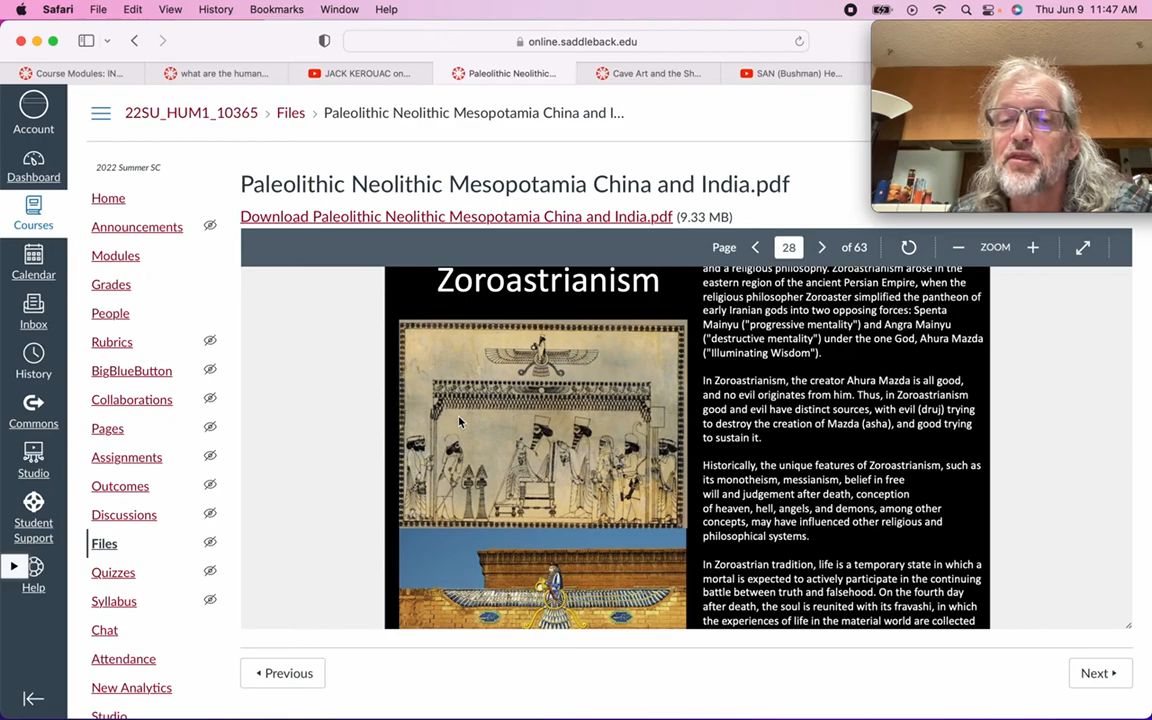 Safari File Edit View History Bookmarks Window Help
Thu Jun 9 11:47 AM
online.saddleback.edu
Course Modules: IN...
what are the human...
JACK KEROUAC on...
Paleolithic Neolithic...
Cave Art and the Sh...
SAN (Bushman) He...
Account
Dashboard
Courses
Calendar
Inbox
History
Commons
Studio
Student
Support
Help
22SU_HUM1_10365 › Files › Paleolithic Neolithic Mesopotamia China and I...
2022 Summer SC
Home
Announcements
Modules
Grades
People
Rubrics
BigBlueButton
Collaborations
Pages
Assignments
Outcomes
Discussions
Files
Quizzes
Syllabus
Chat
Attendance
New Analytics
Studio
Paleolithic Neolithic Mesopotamia China and India.pdf
Download Paleolithic Neolithic Mesopotamia China and India.pdf (9.33 MB)
Page 28 of 63 ZOOM
Zoroastrianism
and a religious philosophy. Zoroastrianism arose in the
eastern region of the ancient Persian Empire, when the
religious philosopher Zoroaster simplified the pantheon of
early Iranian gods into two opposing forces: Spenta
Mainyu ("progressive mentality") and Angra Mainyu
("destructive mentality") under the one God, Ahura Mazda
("Illuminating Wisdom").
In Zoroastrianism, the creator Ahura Mazda is all good,
and no evil originates from him. Thus, in Zoroastrianism
good and evil have distinct sources, with evil (druj) trying
to destroy the creation of Mazda (asha), and good trying
to sustain it.
Historically, the unique features of Zoroastrianism, such as
its monotheism, messianism, belief in free
will and judgement after death, conception
of heaven, hell, angels, and demons, among other
concepts, may have influenced other religious and
philosophical systems.
In Zoroastrian tradition, life is a temporary state in which a
mortal is expected to actively participate in the continuing
battle between truth and falsehood. On the fourth day
after death, the soul is reunited with its fravashi, in which
the experiences of life in the material world are collected
Previous
Next